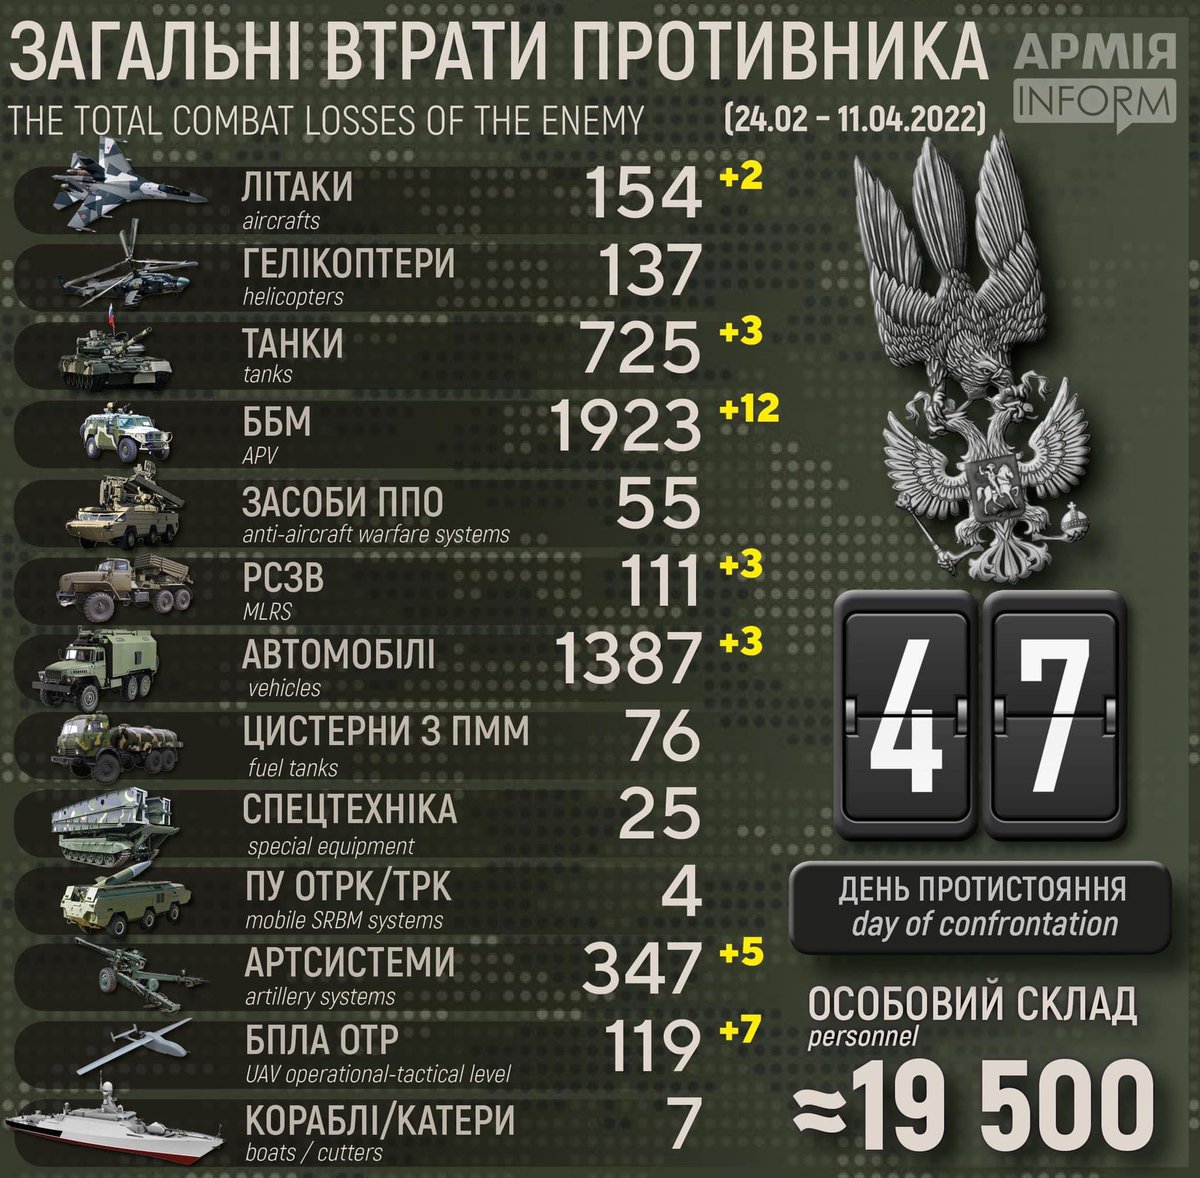 ЗАГАЛЬНІ ВТРАТИ ПРОТИВНИКА
АРМІЯ
INFORM
THE TOTAL COMBAT LOSSES OF THE ENEMY
(24.02 – 11.04.2022)
ЛІТАКИ 154 +2
aircrafts
ГЕЛІКОПТЕРИ 137
helicopters
ТАНКИ 725 +3
tanks
ББМ 1923 +12
APV
ЗАСОБИ ППО 55
anti-aircraft warfare systems
РСЗВ 111 +3
MLRS
АВТОМОБІЛІ 1387 +3
vehicles
ЦИСТЕРНИ З ПММ 76
fuel tanks
СПЕЦТЕХНІКА 25
special equipment
ПУ ОТРК/ТРК 4
mobile SRBM systems
АРТСИСТЕМИ 347 +5
artillery systems
БПЛА ОТР 119 +7
UAV operational-tactical level
КОРАБЛІ/КАТЕРИ 7
boats / cutters
47
ДЕНЬ ПРОТИСТОЯННЯ
day of confrontation
ОСОБОВИЙ СКЛАД
personnel
≈19 500